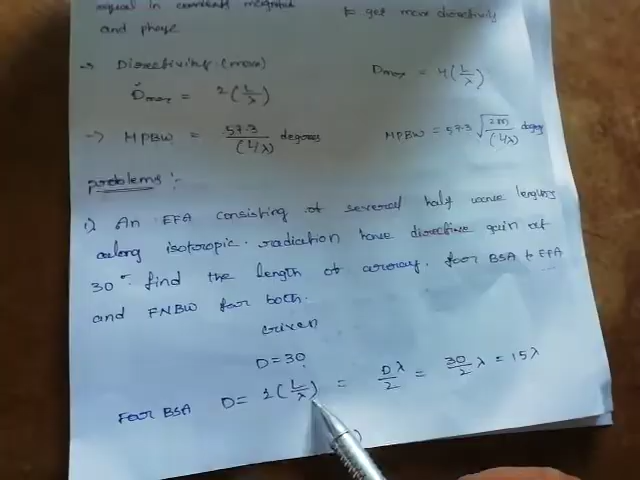 equal in
to get more directivity
and phase
→ Directivity (max)
Dmax = 2(L/λ)
Dmax = 4(L/λ)
→ HPBW = 57.3/(L/λ) degrees
HPBW = 57.3 √(2m/(L/λ))
problems :-
1) An EFA consisting of several half wave lengths
along isotropic radiation have directive gain of
30° find the length of array. for BSA & EFA
and FNBW for both.
Given
D = 30
For BSA D = 2(L/λ) = Dλ/2 = 30/2 λ = 15λ